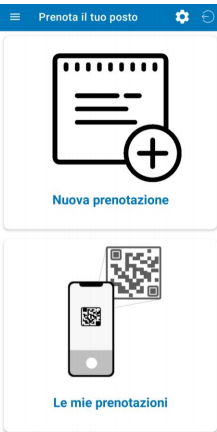 Prenota il tuo posto
Nuova prenotazione
Le mie prenotazioni